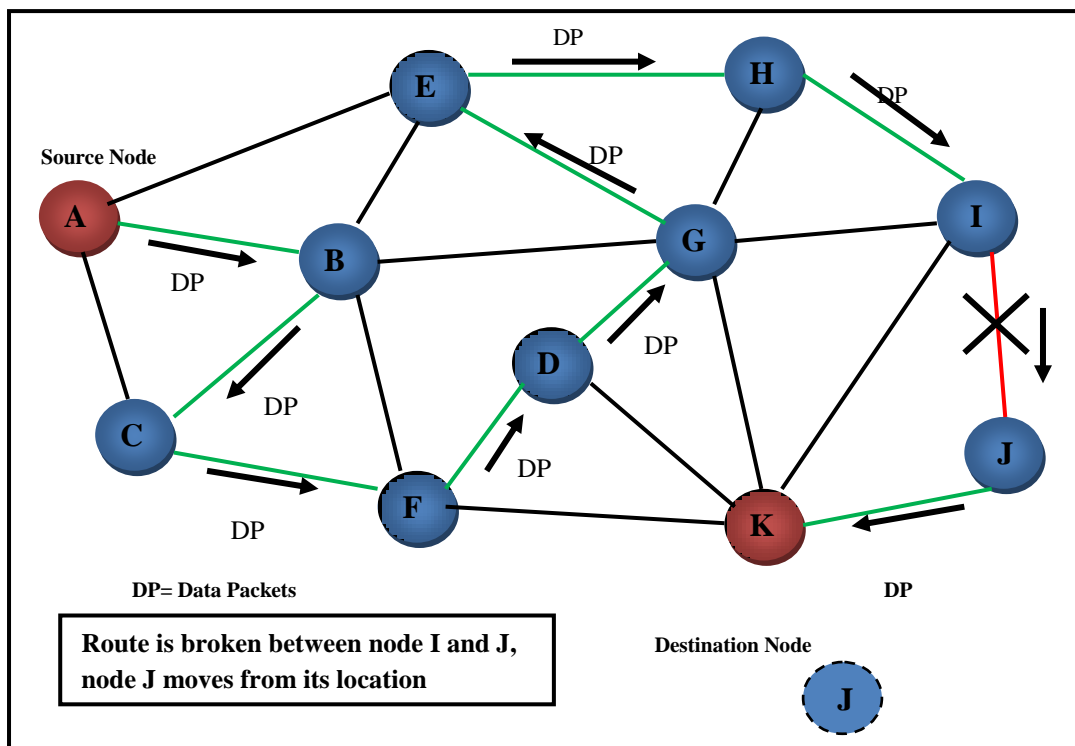 DP
E
H
DP
DP
Source Node
A
B
G
I
DP
D
DP
C
DP
J
DP
F
K
DP
DP= Data Packets
DP
Route is broken between node I and J,
node J moves from its location
Destination Node
J